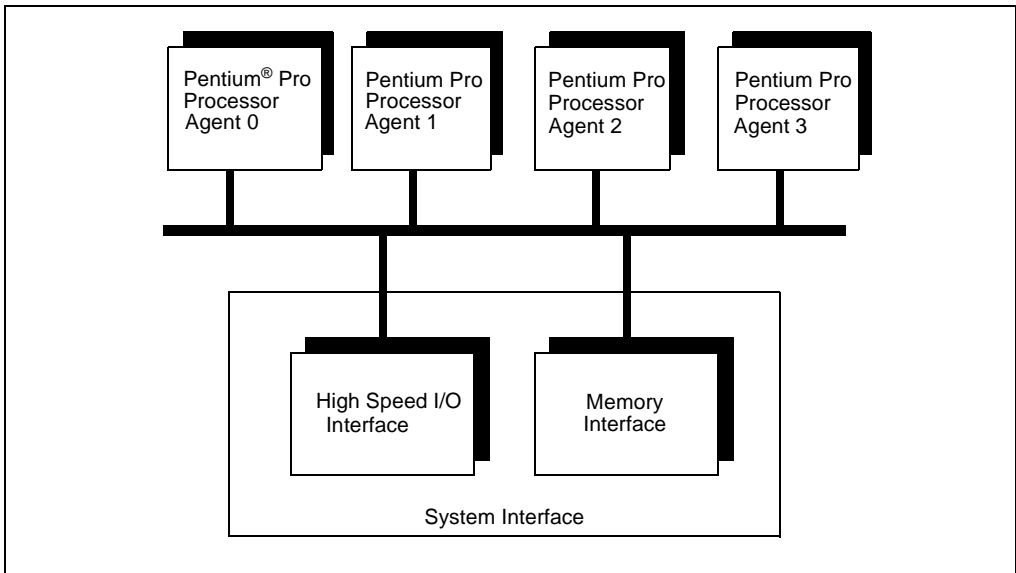 Pentium® Pro
Processor
Agent 0
Pentium Pro
Processor
Agent 1
Pentium Pro
Processor
Agent 2
Pentium Pro
Processor
Agent 3
High Speed I/O
Interface
Memory
Interface
System Interface